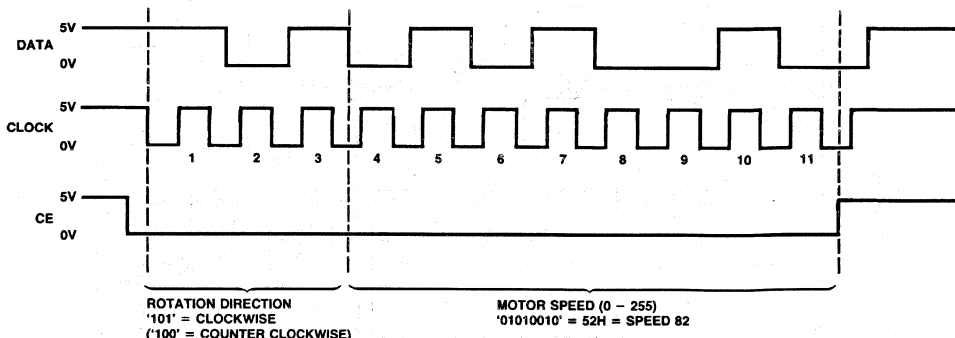 5V
DATA
0V
5V
CLOCK
0V
1 2 3 4 5 6 7 8 9 10 11
5V
CE
0V
ROTATION DIRECTION
'101' = CLOCKWISE
('100' = COUNTER CLOCKWISE)
MOTOR SPEED (0 – 255)
'01010010' = 52H = SPEED 82